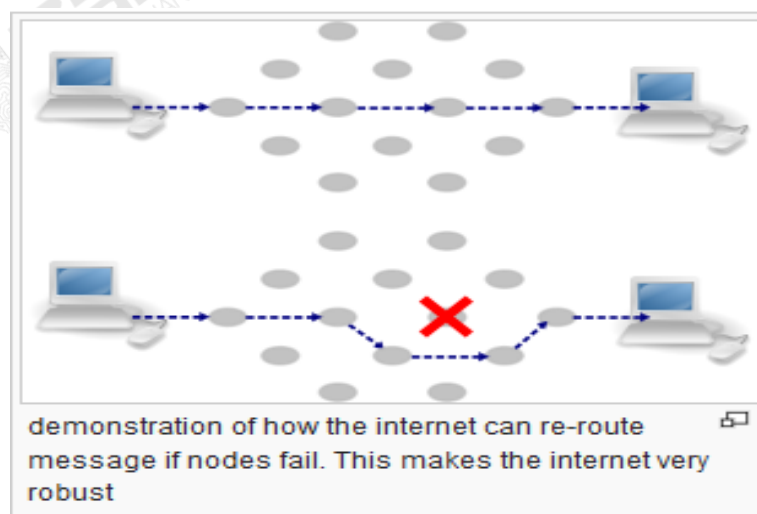 demonstration of how the internet can re-route
message if nodes fail. This makes the internet very
robust